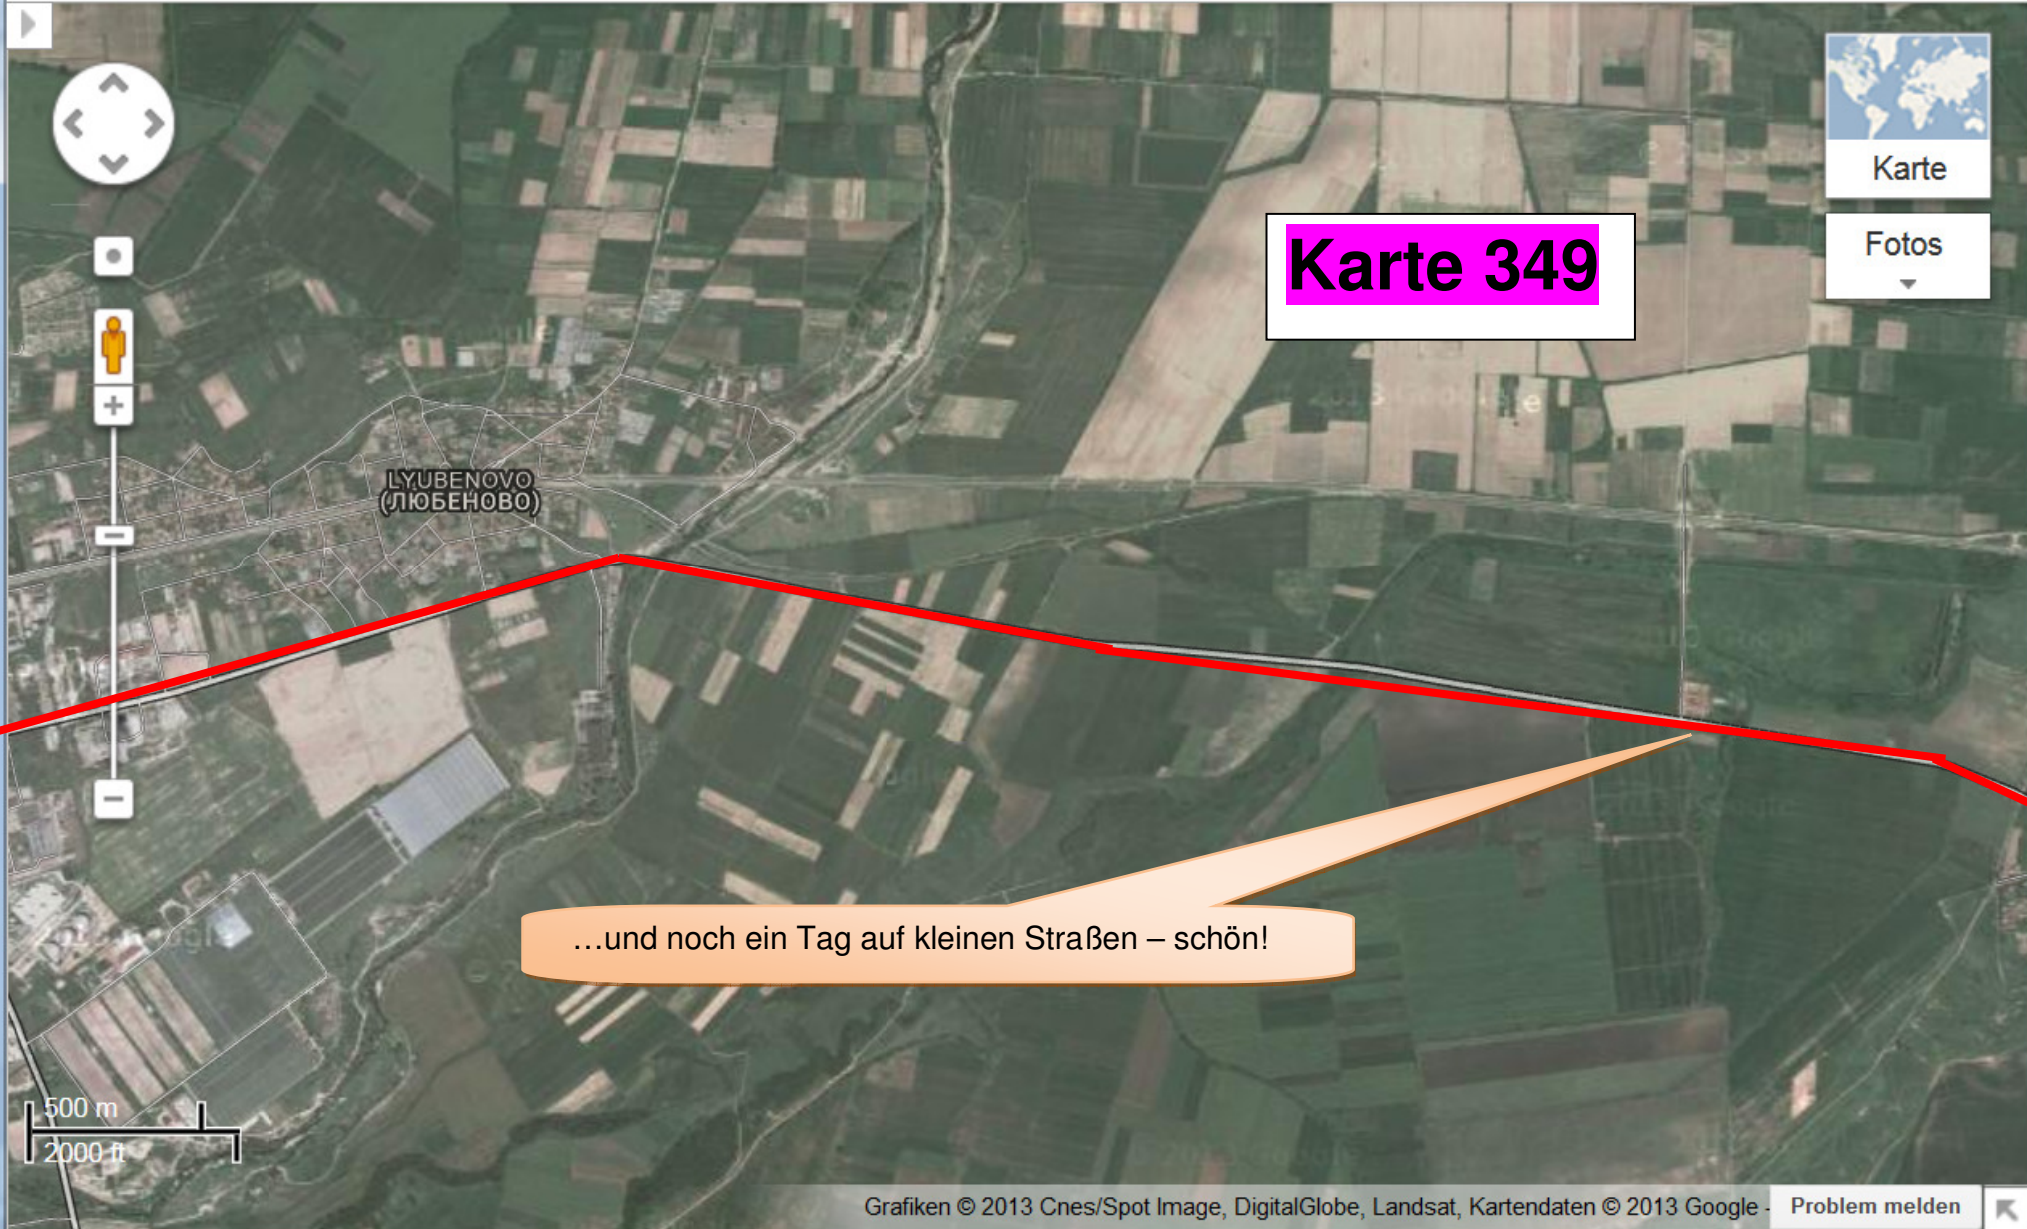 Karte
Fotos
Karte 349
LYUBENOVO
(ЛЮБЕНОВО)
…und noch ein Tag auf kleinen Straßen – schön!
500 m
2000 ft
Grafiken © 2013 Cnes/Spot Image, DigitalGlobe, Landsat, Kartendaten © 2013 Google -
Problem melden